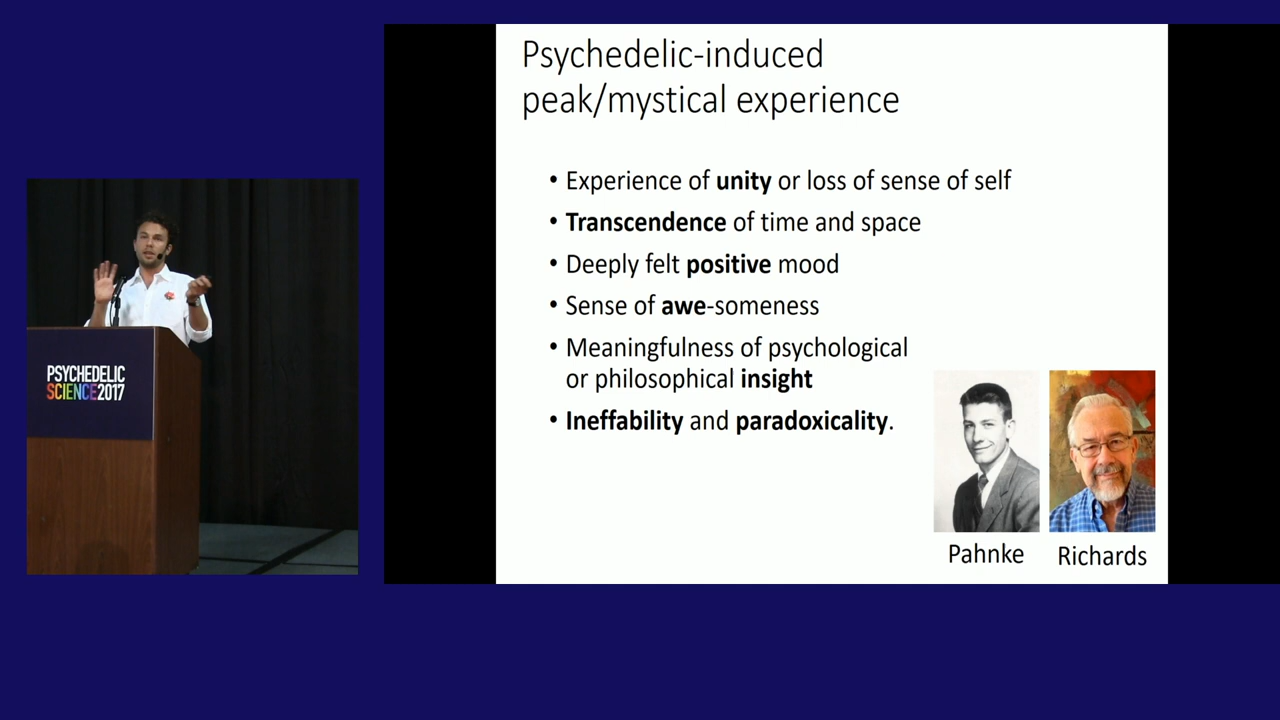 Psychedelic-induced
peak/mystical experience
• Experience of unity or loss of sense of self
• Transcendence of time and space
• Deeply felt positive mood
• Sense of awe-someness
• Meaningfulness of psychological
or philosophical insight
• Ineffability and paradoxicality.
Pahnke
Richards
PSYCHEDELIC
SCIENCE2017